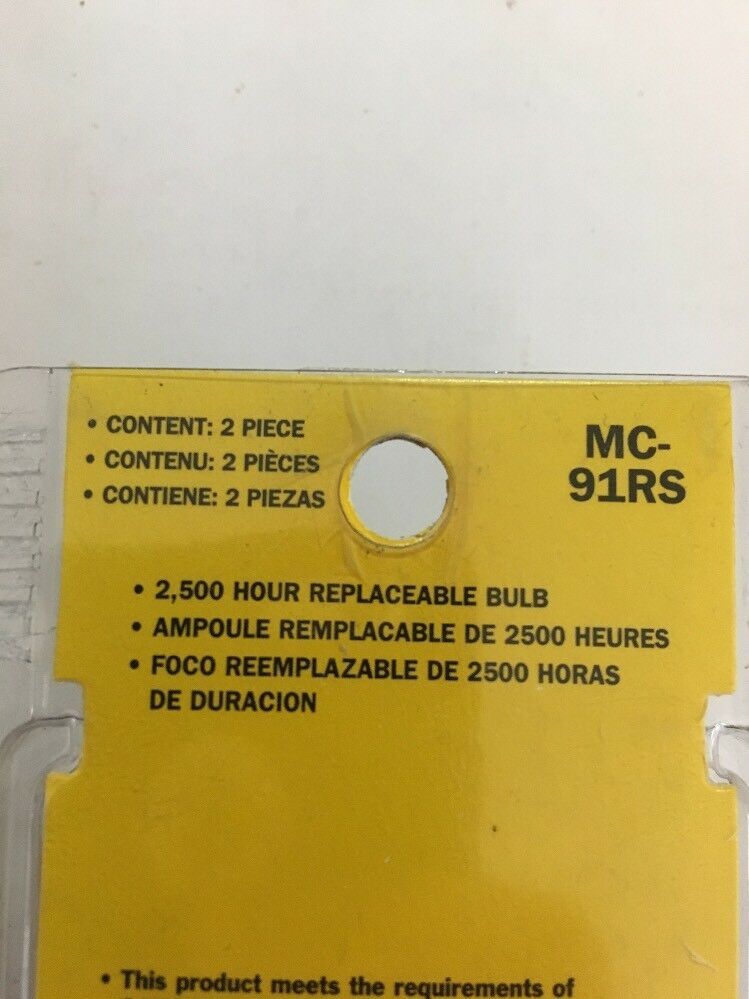 • CONTENT: 2 PIECE
• CONTENU: 2 PIÈCES
• CONTIENE: 2 PIEZAS
MC-
91RS
• 2,500 HOUR REPLACEABLE BULB
• AMPOULE REMPLACABLE DE 2500 HEURES
• FOCO REEMPLAZABLE DE 2500 HORAS
DE DURACION
• This product meets the requirements of